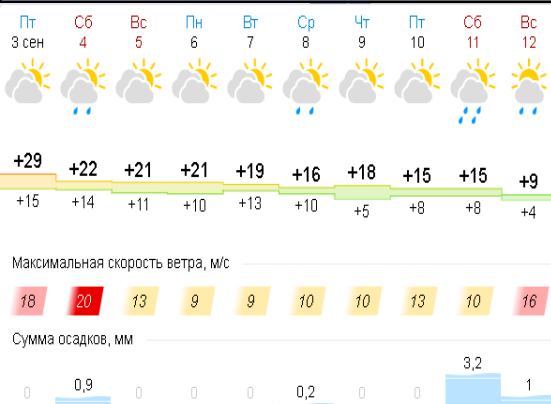 Пт Сб Вс Пн Вт Ср Чт Пт Сб Вс
3 сен 4 5 6 7 8 9 10 11 12
+29 +22 +21 +21 +19 +16 +18 +15 +15 +9
+15 +14 +11 +10 +13 +10 +5 +8 +8 +4
Максимальная скорость ветра, м/с
18 20 13 9 9 10 10 13 10 16
Сумма осадков, мм
0 0,9 0 0 0 0,2 0 0 3,2 1